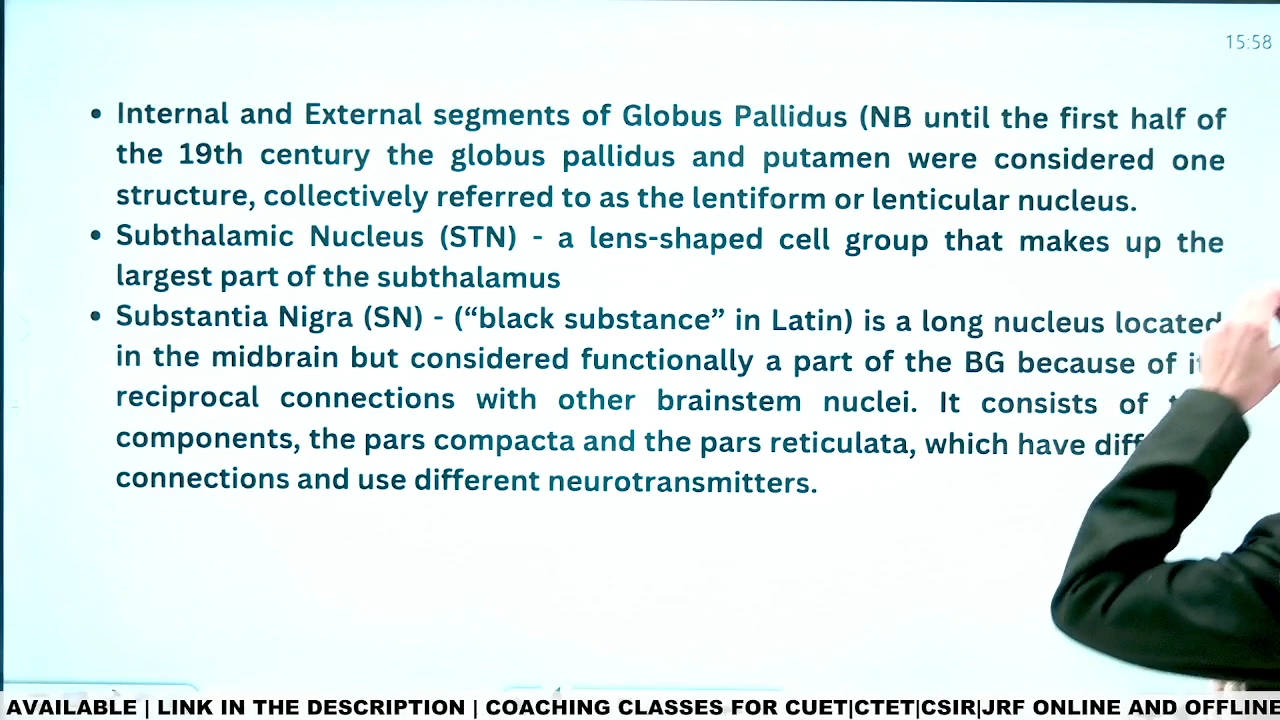 15:58
• Internal and External segments of Globus Pallidus (NB until the first half of
the 19th century the globus pallidus and putamen were considered one
structure, collectively referred to as the lentiform or lenticular nucleus.
• Subthalamic Nucleus (STN) - a lens-shaped cell group that makes up the
largest part of the subthalamus
• Substantia Nigra (SN) - (“black substance” in Latin) is a long nucleus located
in the midbrain but considered functionally a part of the BG because of
reciprocal connections with other brainstem nuclei. It consists of
components, the pars compacta and the pars reticulata, which have
connections and use different neurotransmitters.
AVAILABLE | LINK IN THE DESCRIPTION | COACHING CLASSES FOR CUET|CTET|CSIR|JRF ONLINE AND OFFLINE